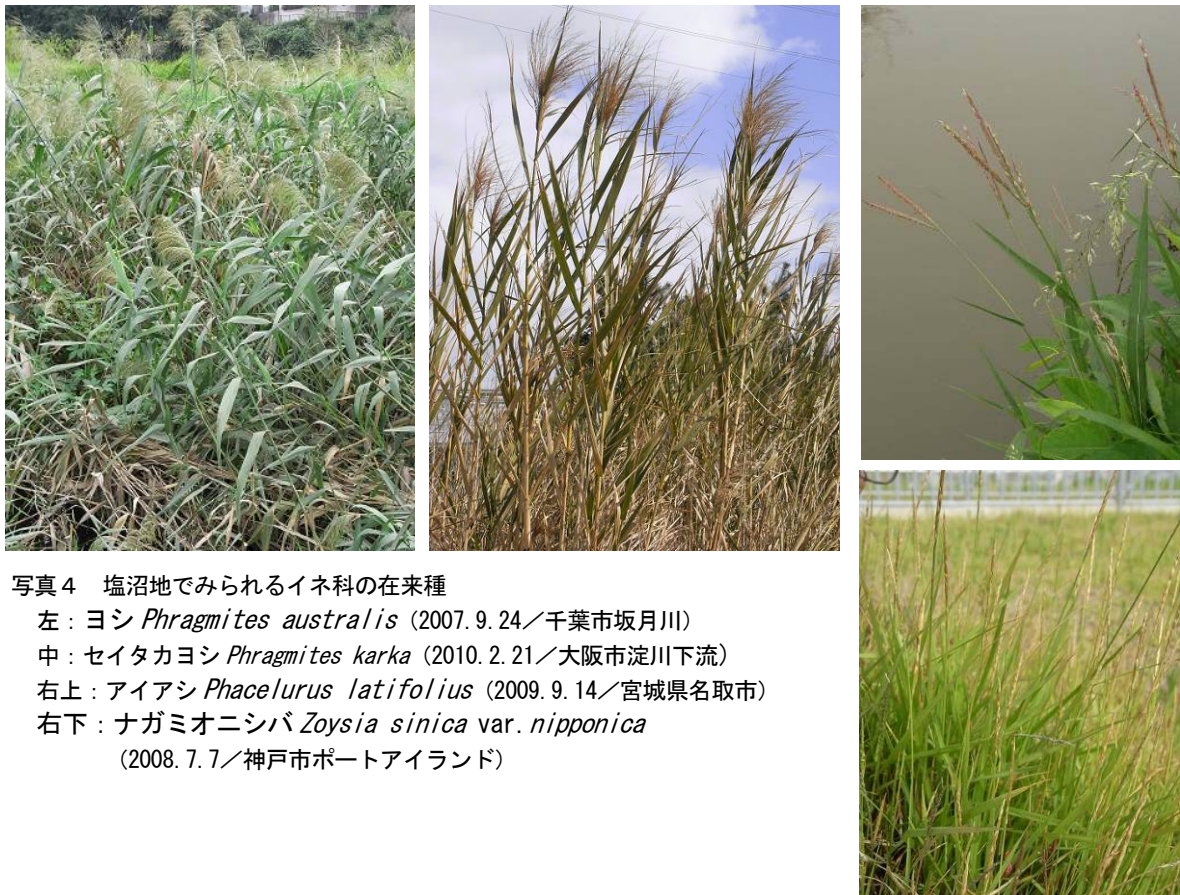 写真４　塩沼地でみられるイネ科の在来種
左：ヨシ Phragmites australis（2007.9.24／千葉市坂月川）
中：セイタカヨシ Phragmites karka（2010.2.21／大阪市淀川下流）
右上：アイアシ Phacelurus latifolius（2009.9.14／宮城県名取市）
右下：ナガミオニシバ Zoysia sinica var. nipponica
（2008.7.7／神戸市ポートアイランド）